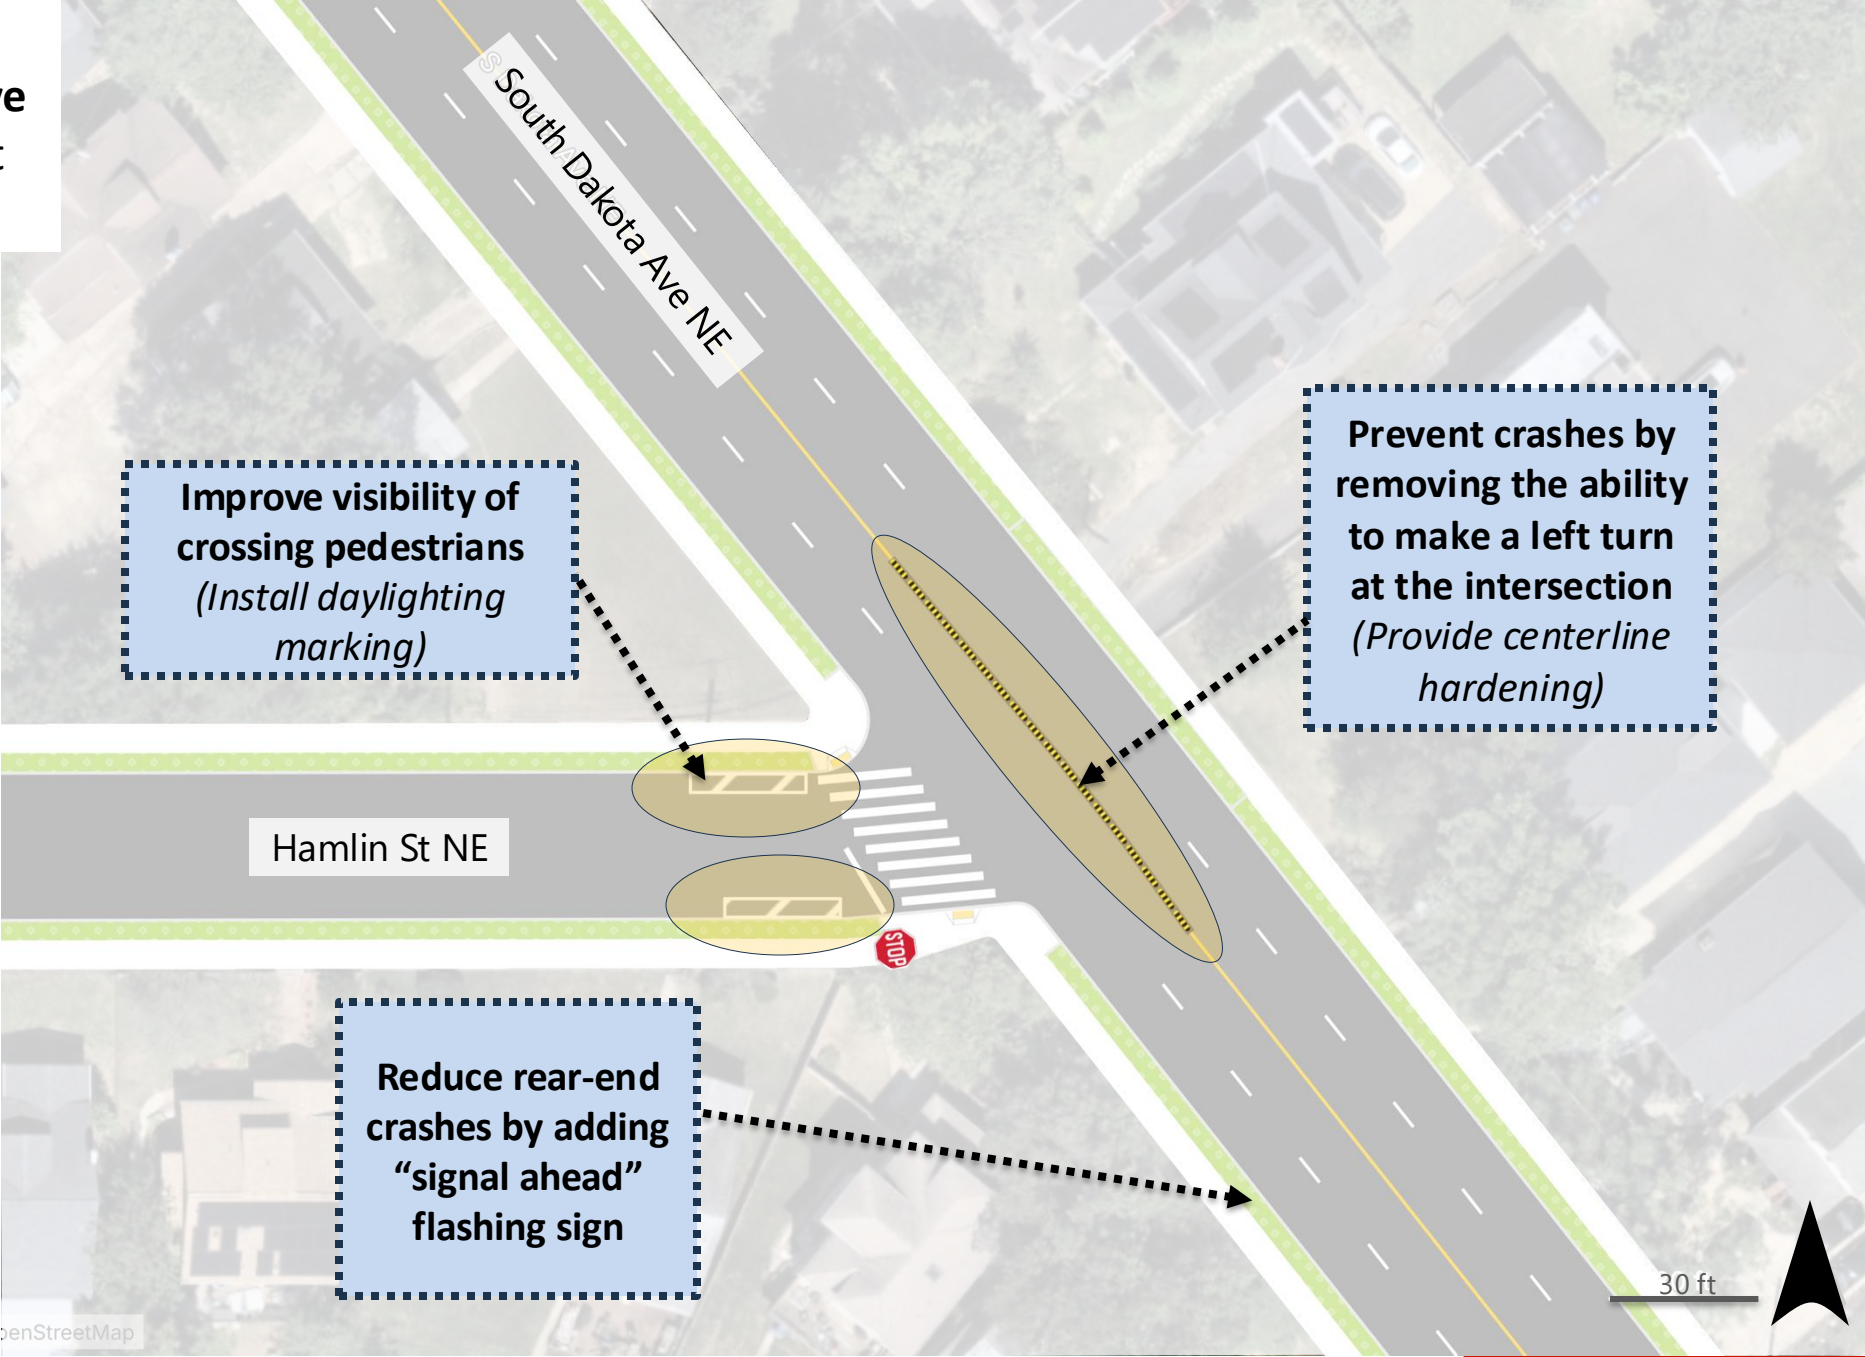 South Dakota Ave NE
Prevent crashes by
removing the ability
to make a left turn
at the intersection
(Provide centerline
hardening)
Improve visibility of
crossing pedestrians
(Install daylighting
marking)
Hamlin St NE
STOP
Reduce rear-end
crashes by adding
“signal ahead”
flashing sign
30 ft
penStreetMap